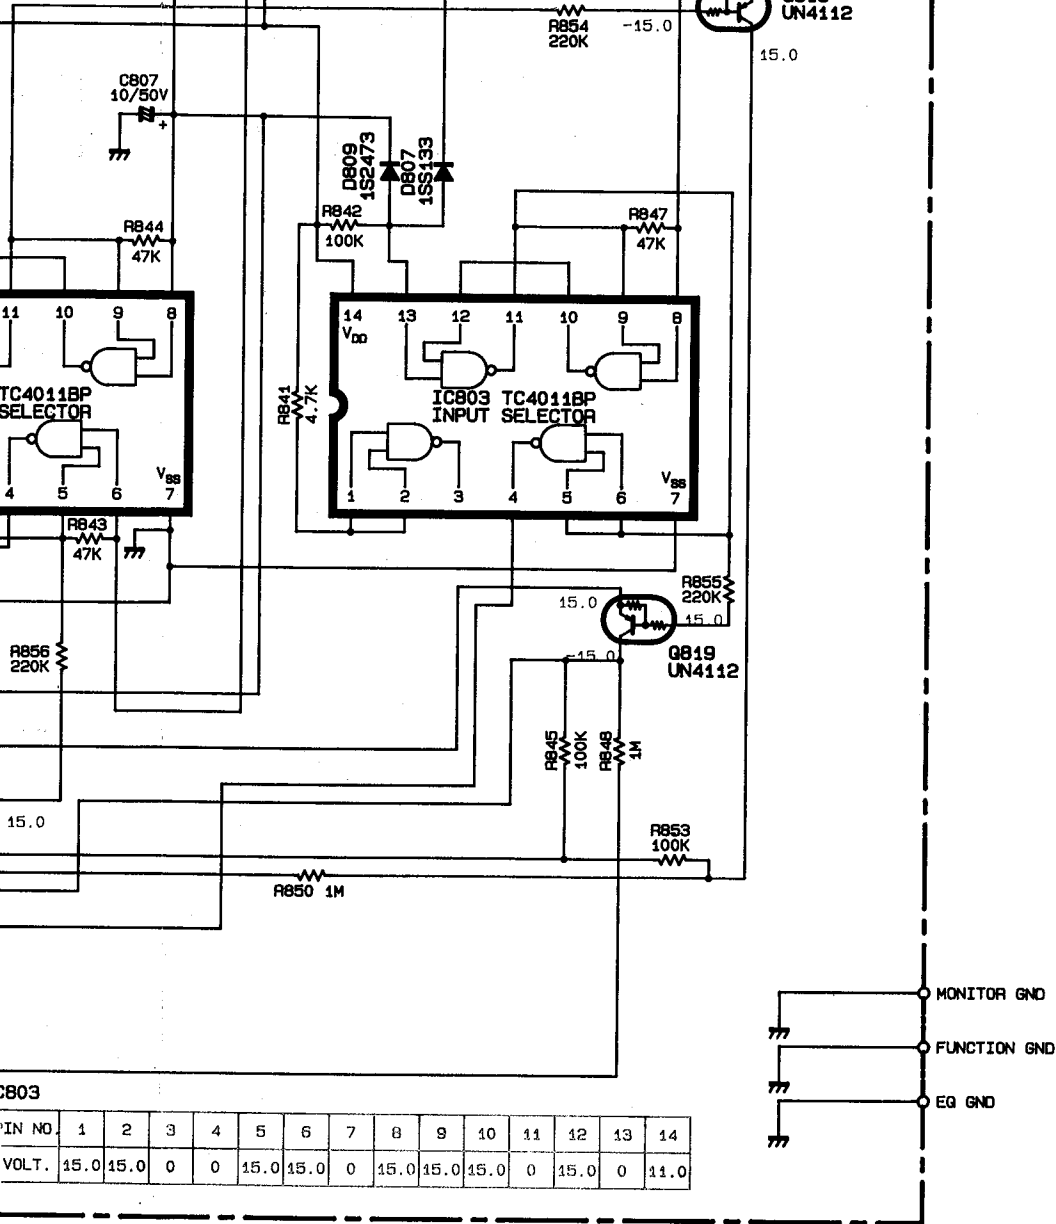 UN4112
R854
220K
-15.0
15.0
C807
10/50V
+
D809
1S2473
D807
1SS133
R842
100K
R844
47K
R847
47K
11 10 9 8
14 13 12 11 10 9 8
VDD
TC4011BP
SELECTOR
IC803 TC4011BP
INPUT SELECTOR
R841
4.7K
VSS
4 5 6 7
VSS
1 2 3 4 5 6 7
R843
47K
R855
220K
15.0
15.0
-15.0
Q819
UN4112
R856
220K
R845
100K
R848
1M
15.0
R853
100K
R850 1M
MONITOR GND
FUNCTION GND
EQ GND
C803
PIN NO. 1 2 3 4 5 6 7 8 9 10 11 12 13 14
VOLT. 15.0 15.0 0 0 15.0 15.0 0 15.0 15.0 15.0 0 15.0 0 11.0